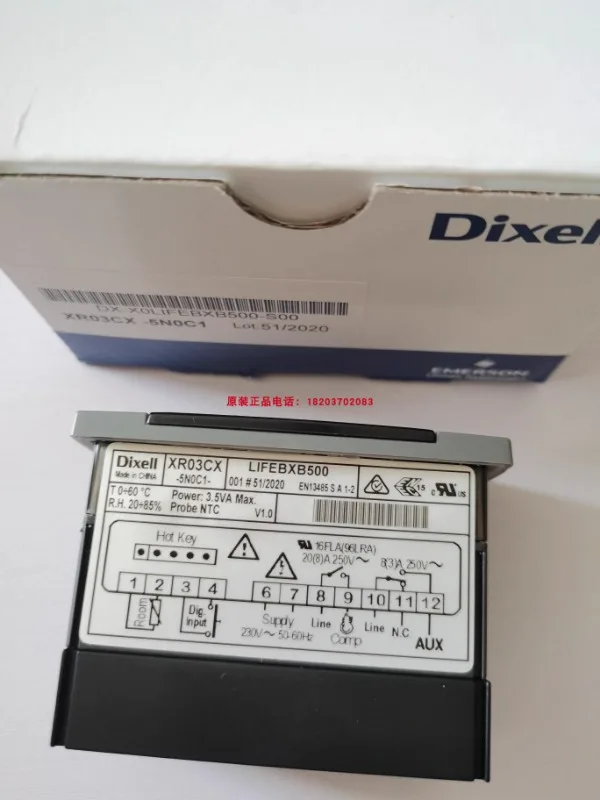 Dixell
DX X0LIFEBXB500-S00
XR03CX -5N0C1 Lot.51/2020
EMERSON
原装正品电话：18203702083
Dixell XR03CX LIFEBXB500
Made in CHINA -5N0C1- 001 # 51/2020 EN13485 S A 1-2 15 c us
T 0÷60 °C Power: 3.5VA Max.
R.H. 20÷85% Probe NTC V1.0
Hot Key
16FLA(96LRA)
20(8)A 250V~ 8(3)A 250V~
1 2 3 4 6 7 8 9 10 11 12
Room Dig. Input Supply Line Comp Line N.C AUX
230V~ 50-60Hz